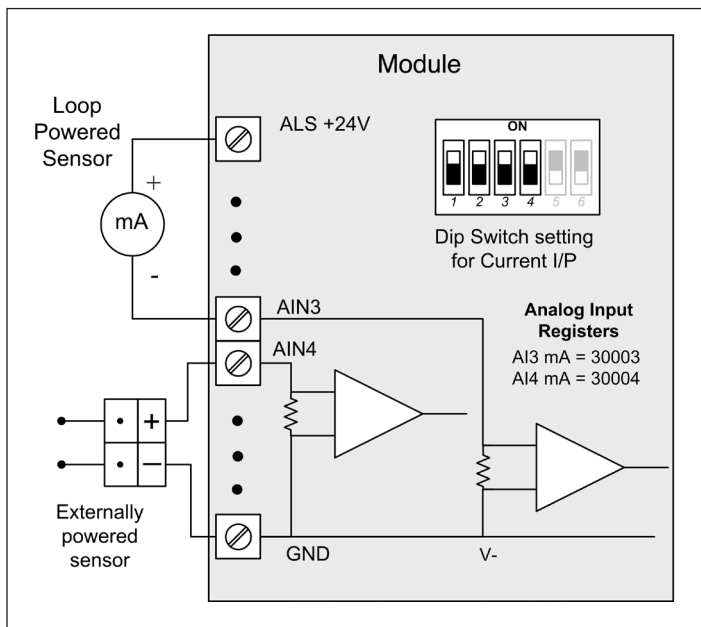 Module
Loop
Powered
Sensor
ALS +24V
ON
1 2 3 4 5 6
+
mA
-
Dip Switch setting
for Current I/P
AIN3
Analog Input
Registers
AI3 mA = 30003
AI4 mA = 30004
AIN4
+
−
Externally
powered
sensor
GND
V-